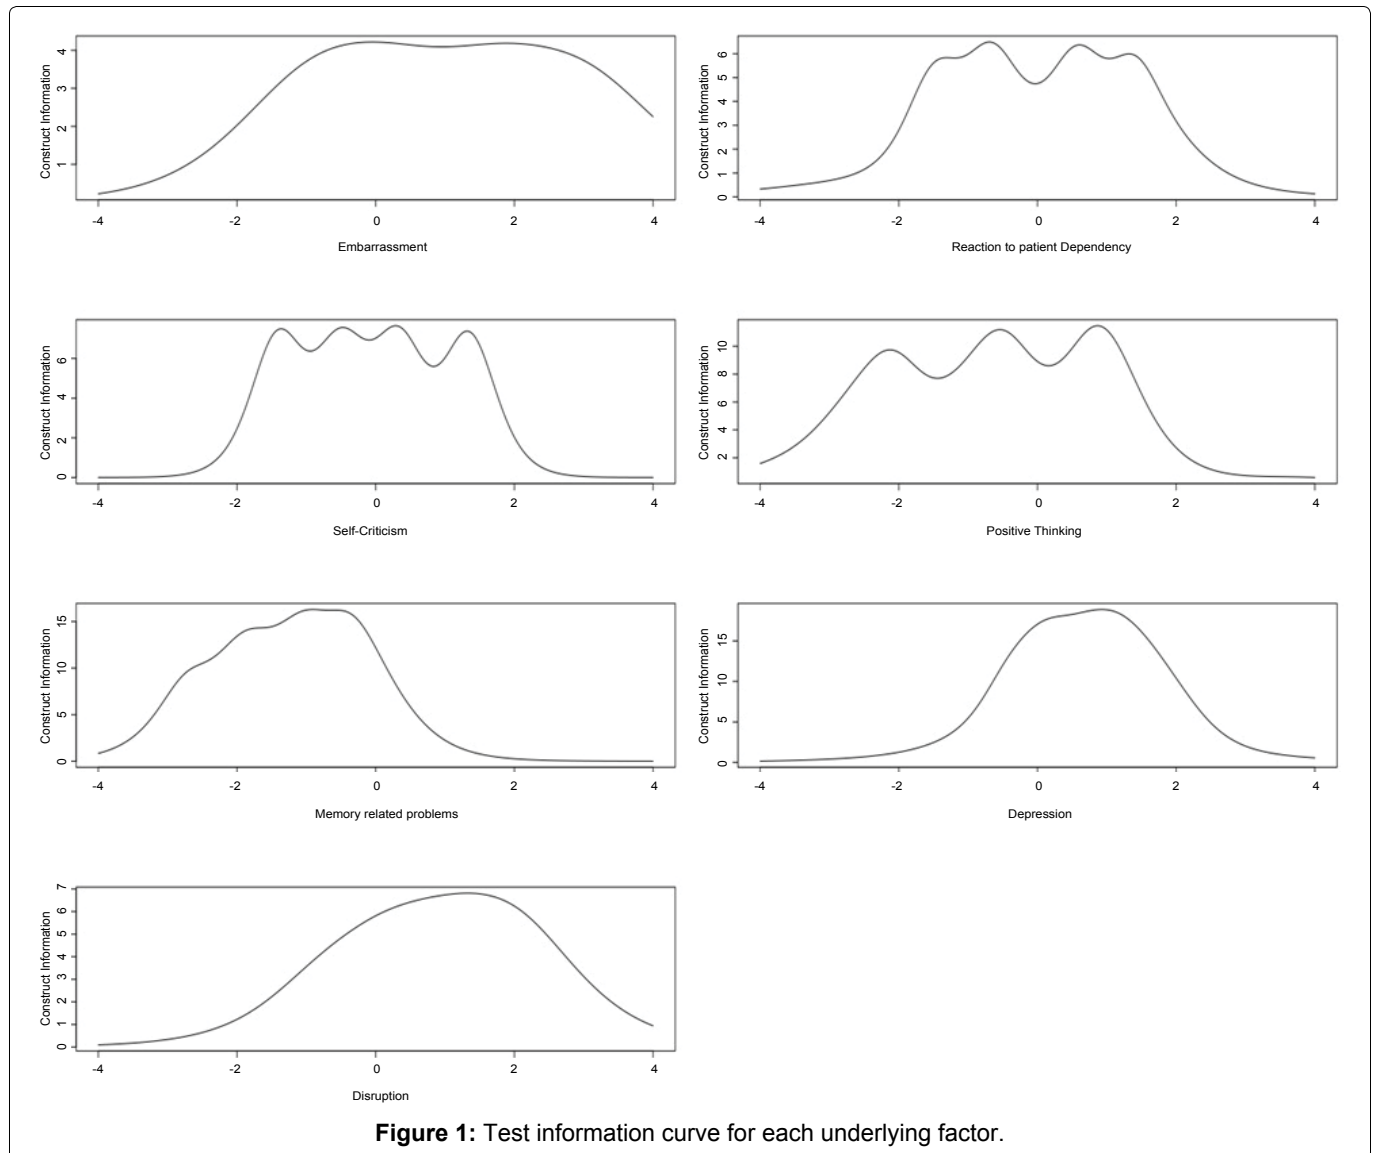 Construct Information
4
3
2
1
-4 -2 0 2 4
Embarrassment
Construct Information
6
5
4
3
2
1
0
-4 -2 0 2 4
Reaction to patient Dependency
Construct Information
6
4
2
0
-4 -2 0 2 4
Self-Criticism
Construct Information
10
8
6
4
2
-4 -2 0 2 4
Positive Thinking
Construct Information
15
10
5
0
-4 -2 0 2 4
Memory related problems
Construct Information
15
10
5
0
-4 -2 0 2 4
Depression
Construct Information
7
6
5
4
3
2
1
0
-4 -2 0 2 4
Disruption
Figure 1: Test information curve for each underlying factor.